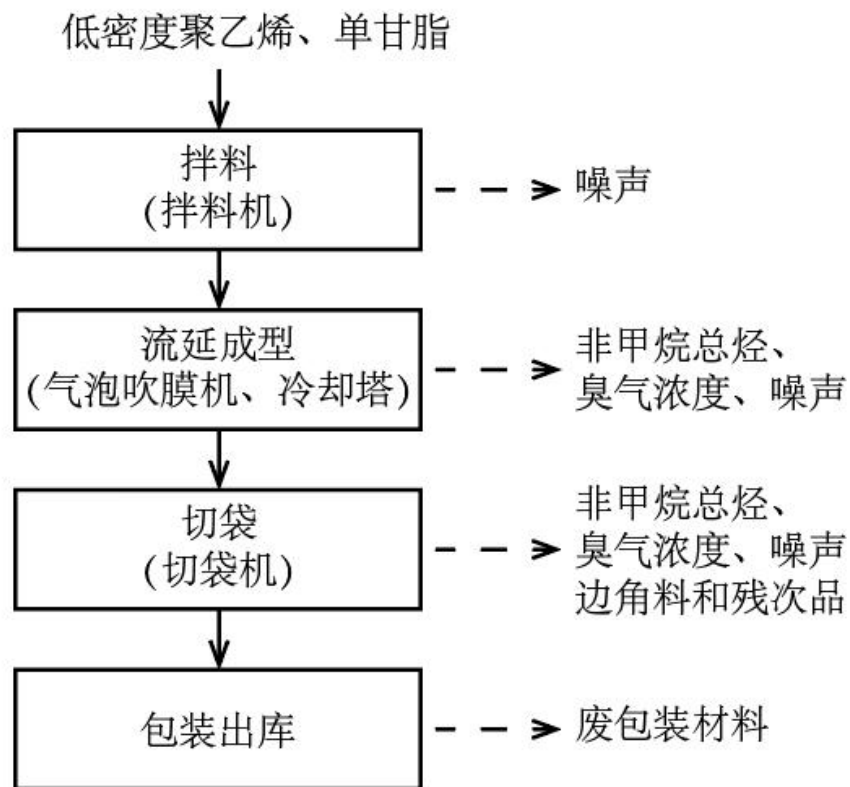 低密度聚乙烯、单甘脂
拌料
(拌料机)
噪声
流延成型
(气泡吹膜机、冷却塔)
非甲烷总烃、
臭气浓度、噪声
切袋
(切袋机)
非甲烷总烃、
臭气浓度、噪声
边角料和残次品
包装出库
废包装材料